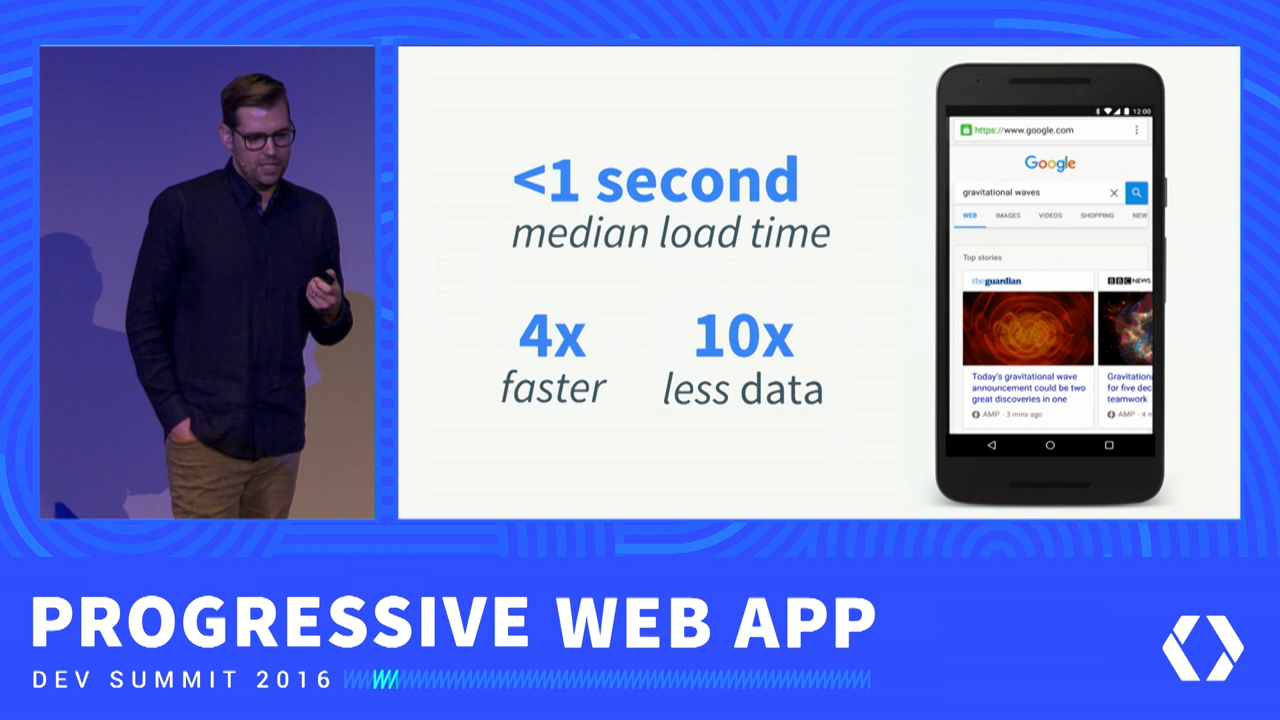 <1 second
median load time
4x
faster
10x
less data
12:00
https://www.google.com
Google
gravitational waves
WEB IMAGES VIDEOS SHOPPING NEW
Top stories
theguardian
Today's gravitational wave
announcement could be two
great discoveries in one
AMP · 3 mins ago
BBC NEWS
Gravitation
for five dec
teamwork
AMP · 4 m
PROGRESSIVE WEB APP
DEV SUMMIT 2016